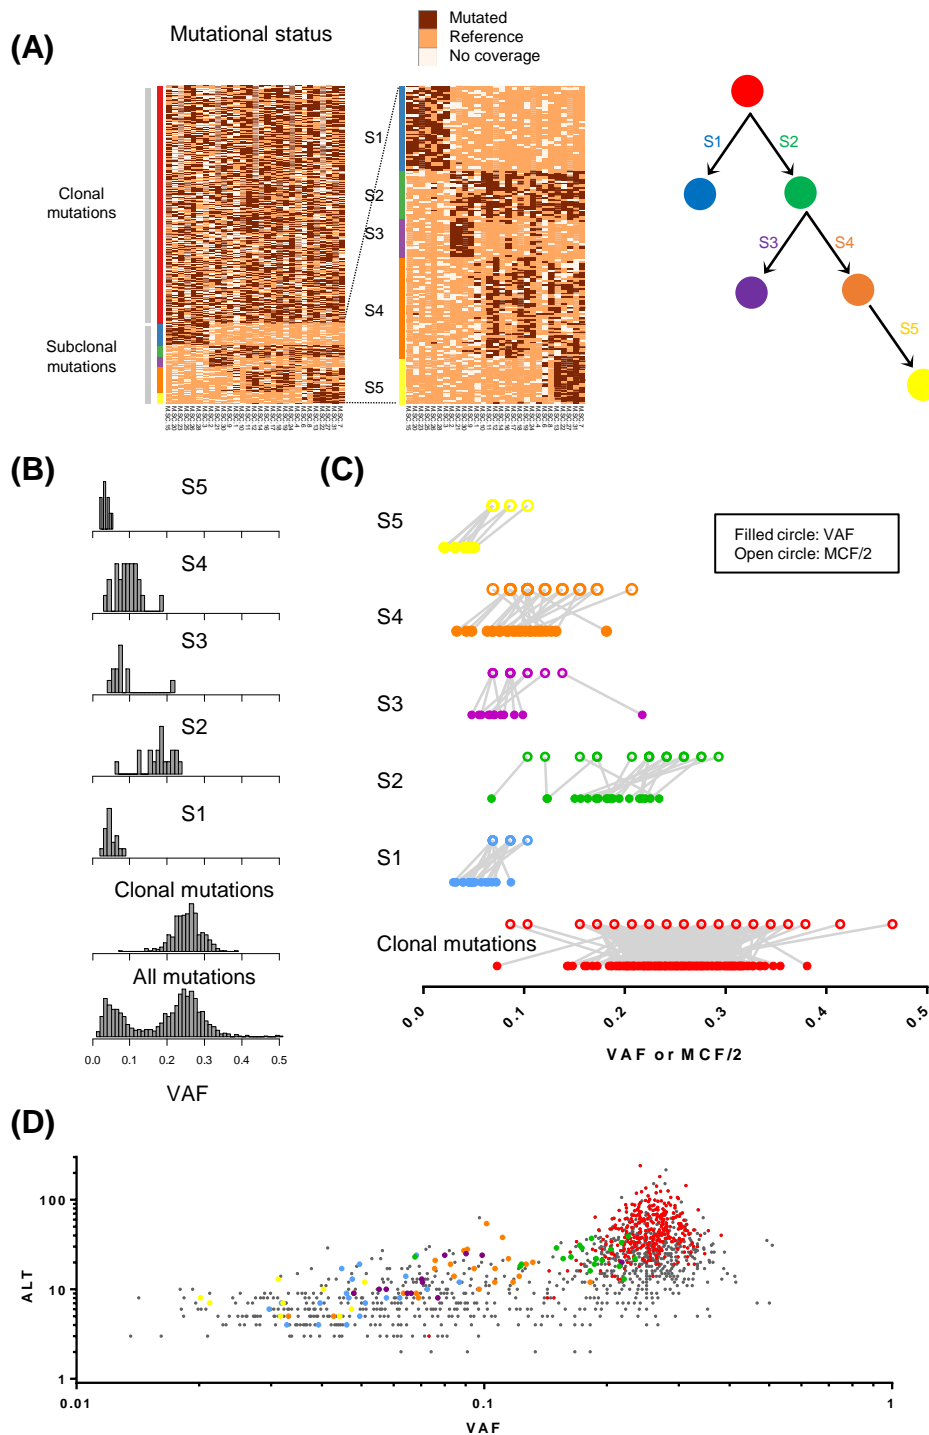 (A)
Mutational status
Mutated
Reference
No coverage
Clonal
mutations
Subclonal
mutations
S1
S2
S3
S4
S5
S1
S2
S3
S4
S5
(B)
S5
S4
S3
S2
S1
Clonal mutations
All mutations
0.0 0.1 0.2 0.3 0.4 0.5
VAF
(C)
Filled circle: VAF
Open circle: MCF/2
S5
S4
S3
S2
S1
Clonal mutations
0.0 0.1 0.2 0.3 0.4 0.5
VAF or MCF/2
(D)
ALT
100
10
1
0.01 0.1 1
VAF